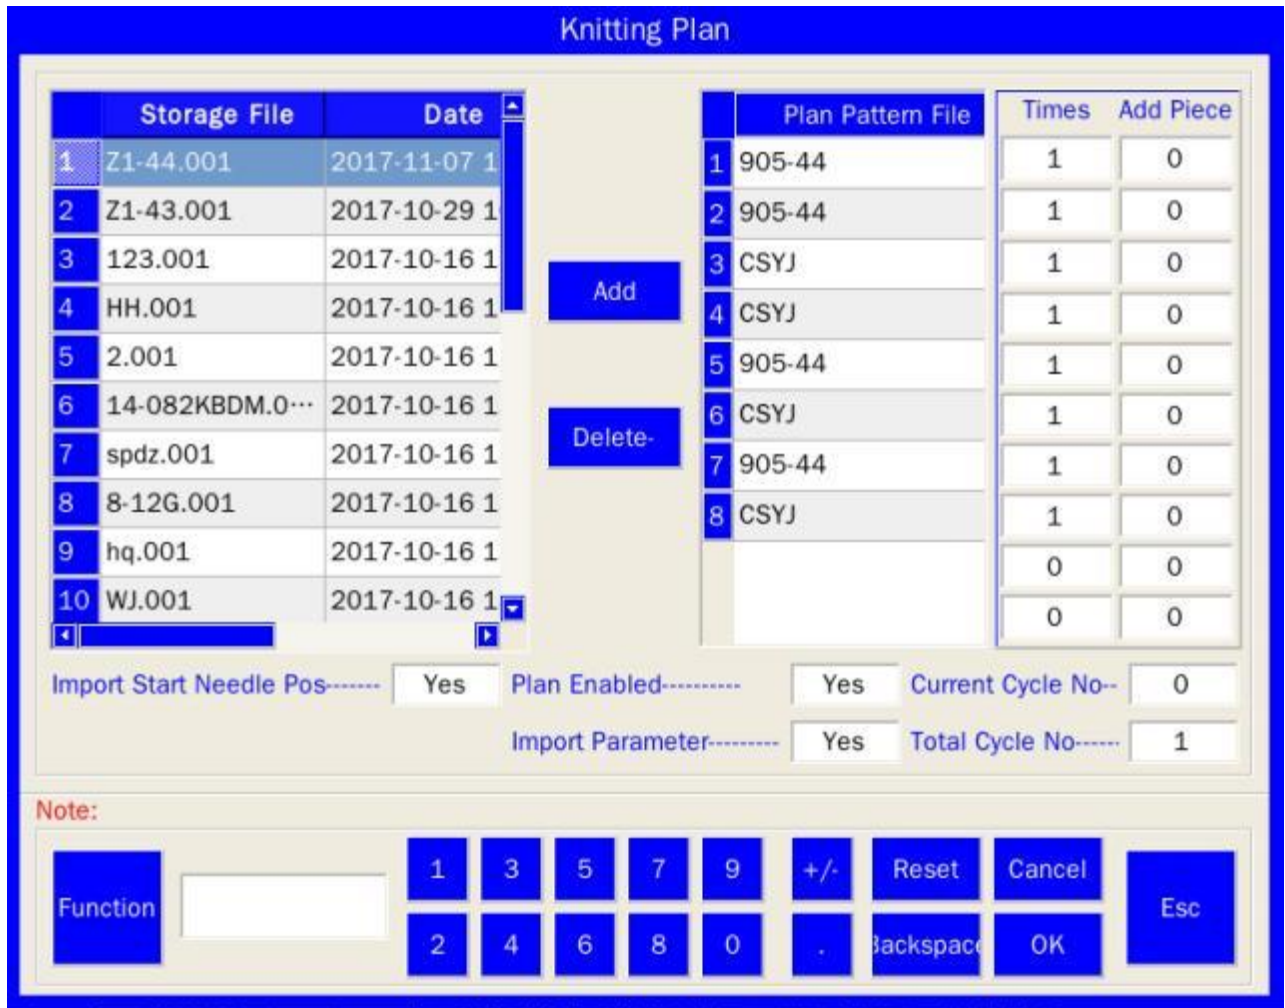 Knitting Plan
Storage File Date
1 Z1-44.001 2017-11-07 1
2 Z1-43.001 2017-10-29 1
3 123.001 2017-10-16 1
4 HH.001 2017-10-16 1
5 2.001 2017-10-16 1
6 14-082KBDM.0··· 2017-10-16 1
7 spdz.001 2017-10-16 1
8 8-12G.001 2017-10-16 1
9 hq.001 2017-10-16 1
10 WJ.001 2017-10-16 1
Add
Delete-
Plan Pattern File Times Add Piece
1 905-44 1 0
2 905-44 1 0
3 CSYJ 1 0
4 CSYJ 1 0
5 905-44 1 0
6 CSYJ 1 0
7 905-44 1 0
8 CSYJ 1 0
0 0
0 0
Import Start Needle Pos------- Yes Plan Enabled---------- Yes Current Cycle No-- 0
Import Parameter--------- Yes Total Cycle No------ 1
Note:
Function
1 3 5 7 9 +/- Reset Cancel
2 4 6 8 0 . Backspace OK
Esc